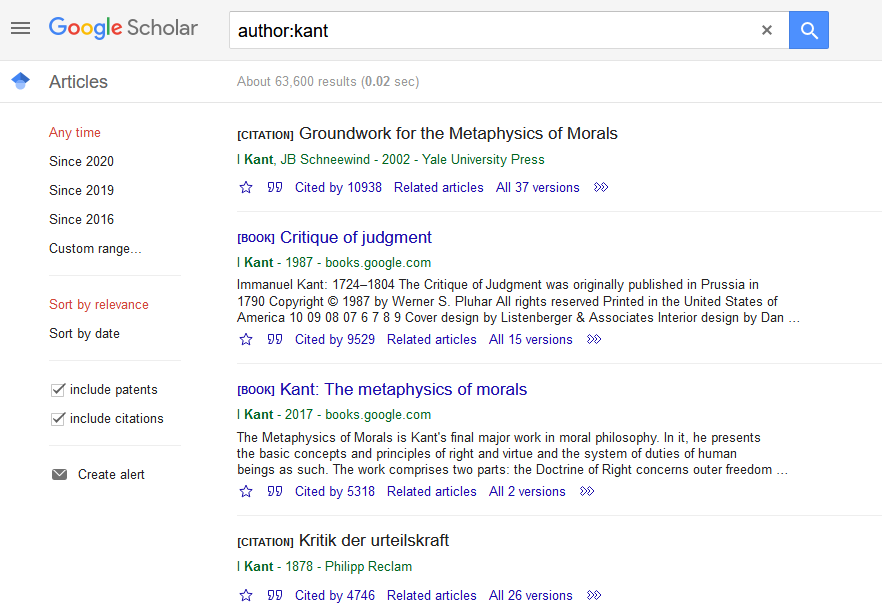 Google Scholar
author:kant
Articles
About 63,600 results (0.02 sec)
Any time
Since 2020
Since 2019
Since 2016
Custom range...
Sort by relevance
Sort by date
include patents
include citations
Create alert
[CITATION] Groundwork for the Metaphysics of Morals
I Kant, JB Schneewind - 2002 - Yale University Press
Cited by 10938 Related articles All 37 versions
[BOOK] Critique of judgment
I Kant - 1987 - books.google.com
Immanuel Kant: 1724–1804 The Critique of Judgment was originally published in Prussia in
1790 Copyright © 1987 by Werner S. Pluhar All rights reserved Printed in the United States of
America 10 09 08 07 6 7 8 9 Cover design by Listenberger & Associates Interior design by Dan …
Cited by 9529 Related articles All 15 versions
[BOOK] Kant: The metaphysics of morals
I Kant - 2017 - books.google.com
The Metaphysics of Morals is Kant's final major work in moral philosophy. In it, he presents
the basic concepts and principles of right and virtue and the system of duties of human
beings as such. The work comprises two parts: the Doctrine of Right concerns outer freedom …
Cited by 5318 Related articles All 2 versions
[CITATION] Kritik der urteilskraft
I Kant - 1878 - Philipp Reclam
Cited by 4746 Related articles All 26 versions